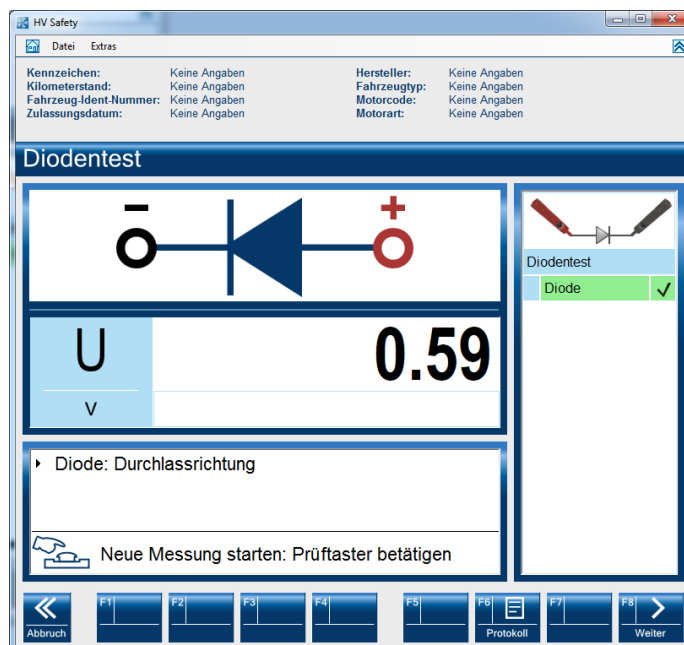 HV Safety
Datei Extras
Kennzeichen: Keine Angaben Hersteller: Keine Angaben
Kilometerstand: Keine Angaben Fahrzeugtyp: Keine Angaben
Fahrzeug-Ident-Nummer: Keine Angaben Motorcode: Keine Angaben
Zulassungsdatum: Keine Angaben Motorart: Keine Angaben
Diodentest
− +
Diodentest
Diode
U 0.59
V
Diode: Durchlassrichtung
Neue Messung starten: Prüftaster betätigen
F1 F2 F3 F4 F5 F6 F7 F8
Abbruch Protokoll Weiter